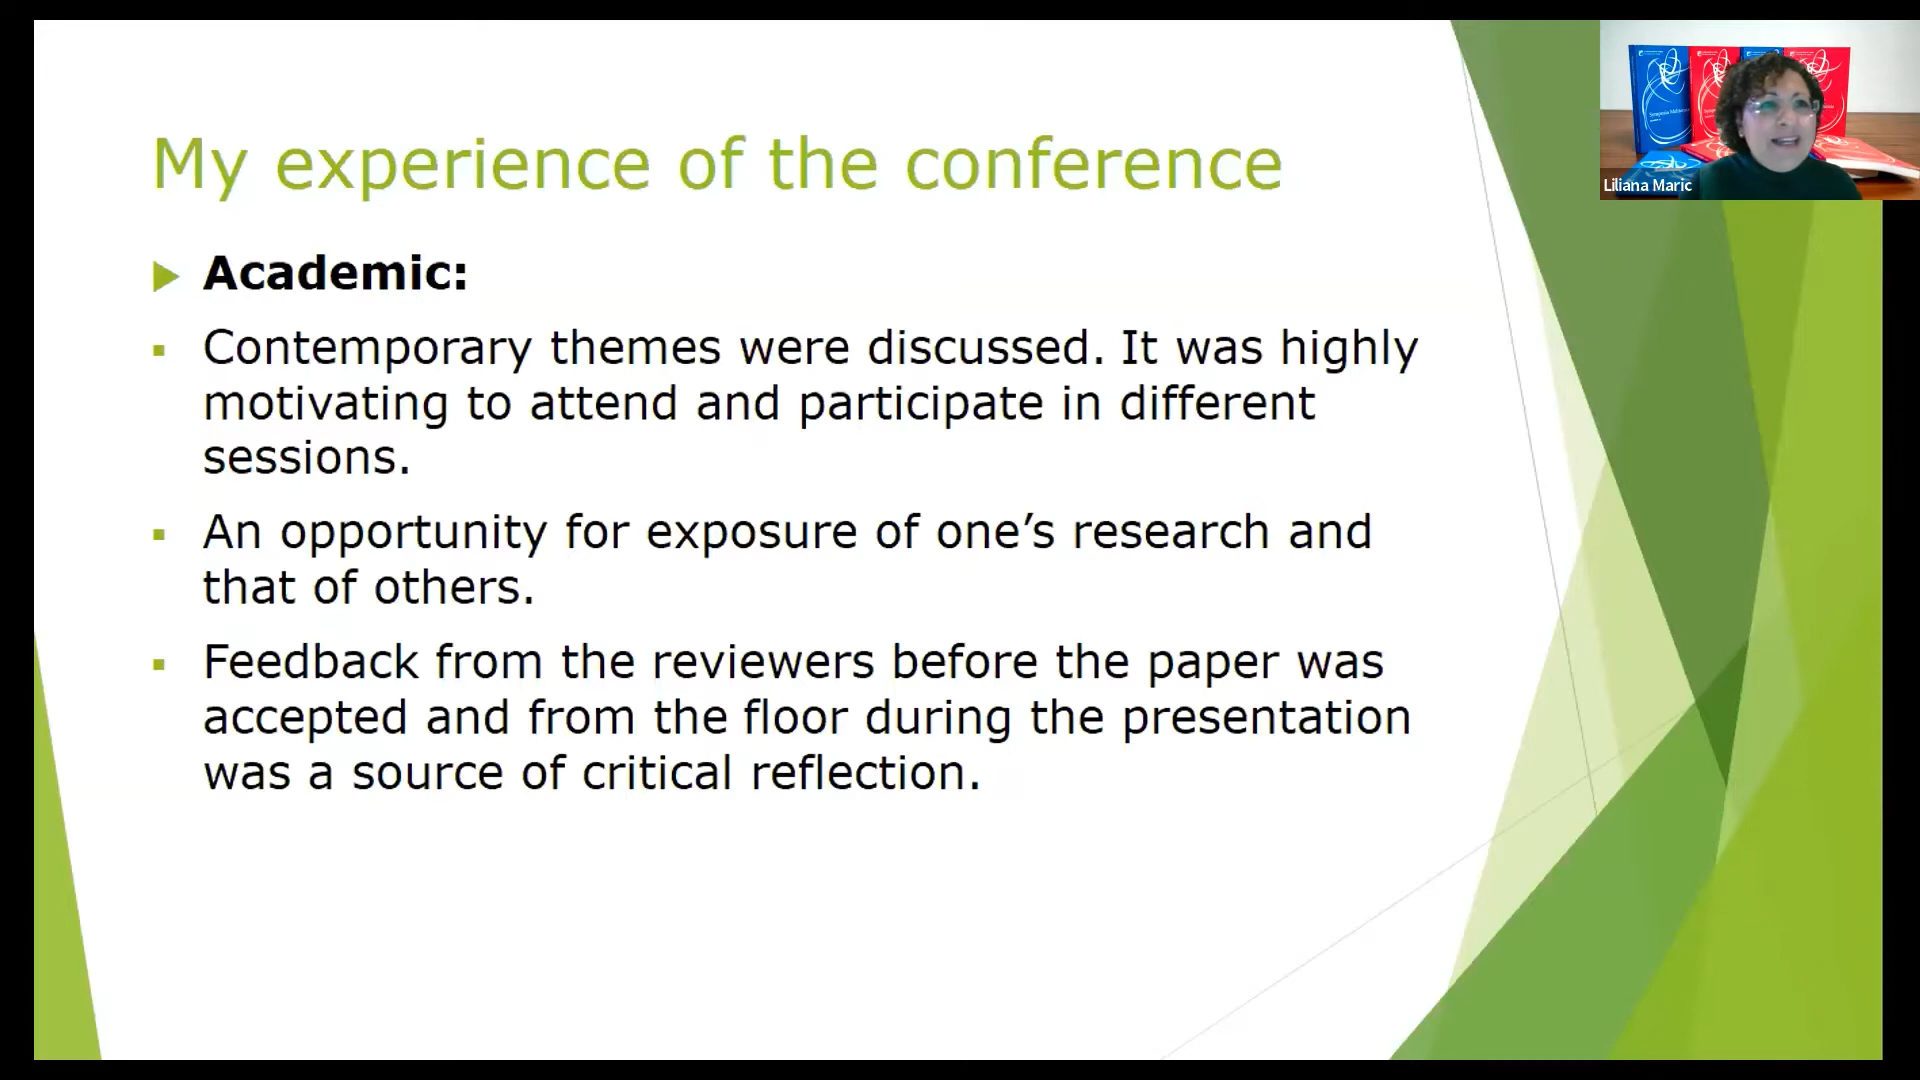 My experience of the conference
Academic:
Contemporary themes were discussed. It was highly
motivating to attend and participate in different
sessions.
An opportunity for exposure of one’s research and
that of others.
Feedback from the reviewers before the paper was
accepted and from the floor during the presentation
was a source of critical reflection.
Liliana Maric